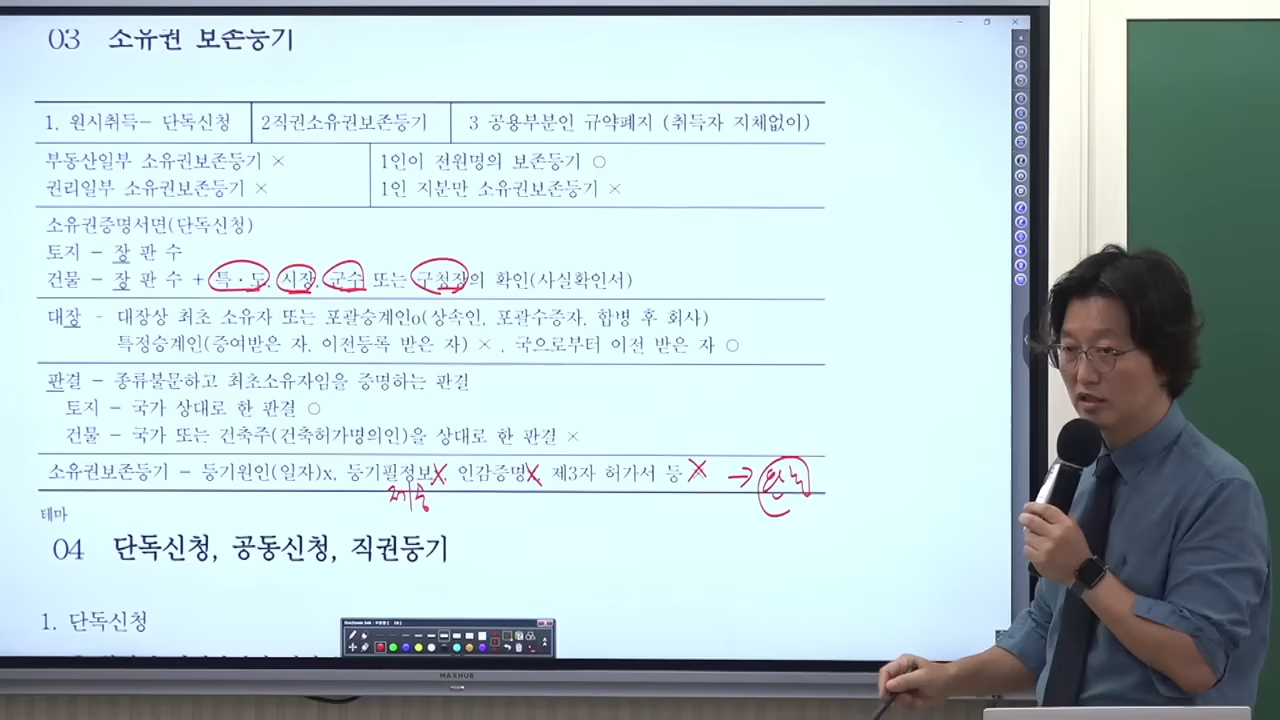 03 소유권 보존등기
1. 원시취득- 단독신청 2직권소유권보존등기 3 공용부분인 규약폐지 (취득자 지체없이)
부동산일부 소유권보존등기 × 1인이 전원명의 보존등기 ○
권리일부 소유권보존등기 × 1인 지분만 소유권보존등기 ×
소유권증명서면(단독신청)
토지 - 장 판 수
건물 - 장 판 수 + 특·도, 시장, 군수 또는 구청장의 확인(사실확인서)
대장 - 대장상 최초 소유자 또는 포괄승계인o(상속인, 포괄수증자, 합병 후 회사)
특정승계인(증여받은 자, 이전등록 받은 자) × , 국으로부터 이전 받은 자 ○
판결 - 종류불문하고 최초소유자임을 증명하는 판결
토지 - 국가 상대로 한 판결 ○
건물 - 국가 또는 건축주(건축허가명의인)을 상대로 한 판결 ×
소유권보존등기 - 등기원인(일자)x, 등기필정보X, 인감증명X, 제3자 허가서 등 X →
테마
04 단독신청, 공동신청, 직권등기
1. 단독신청
MAXHUB